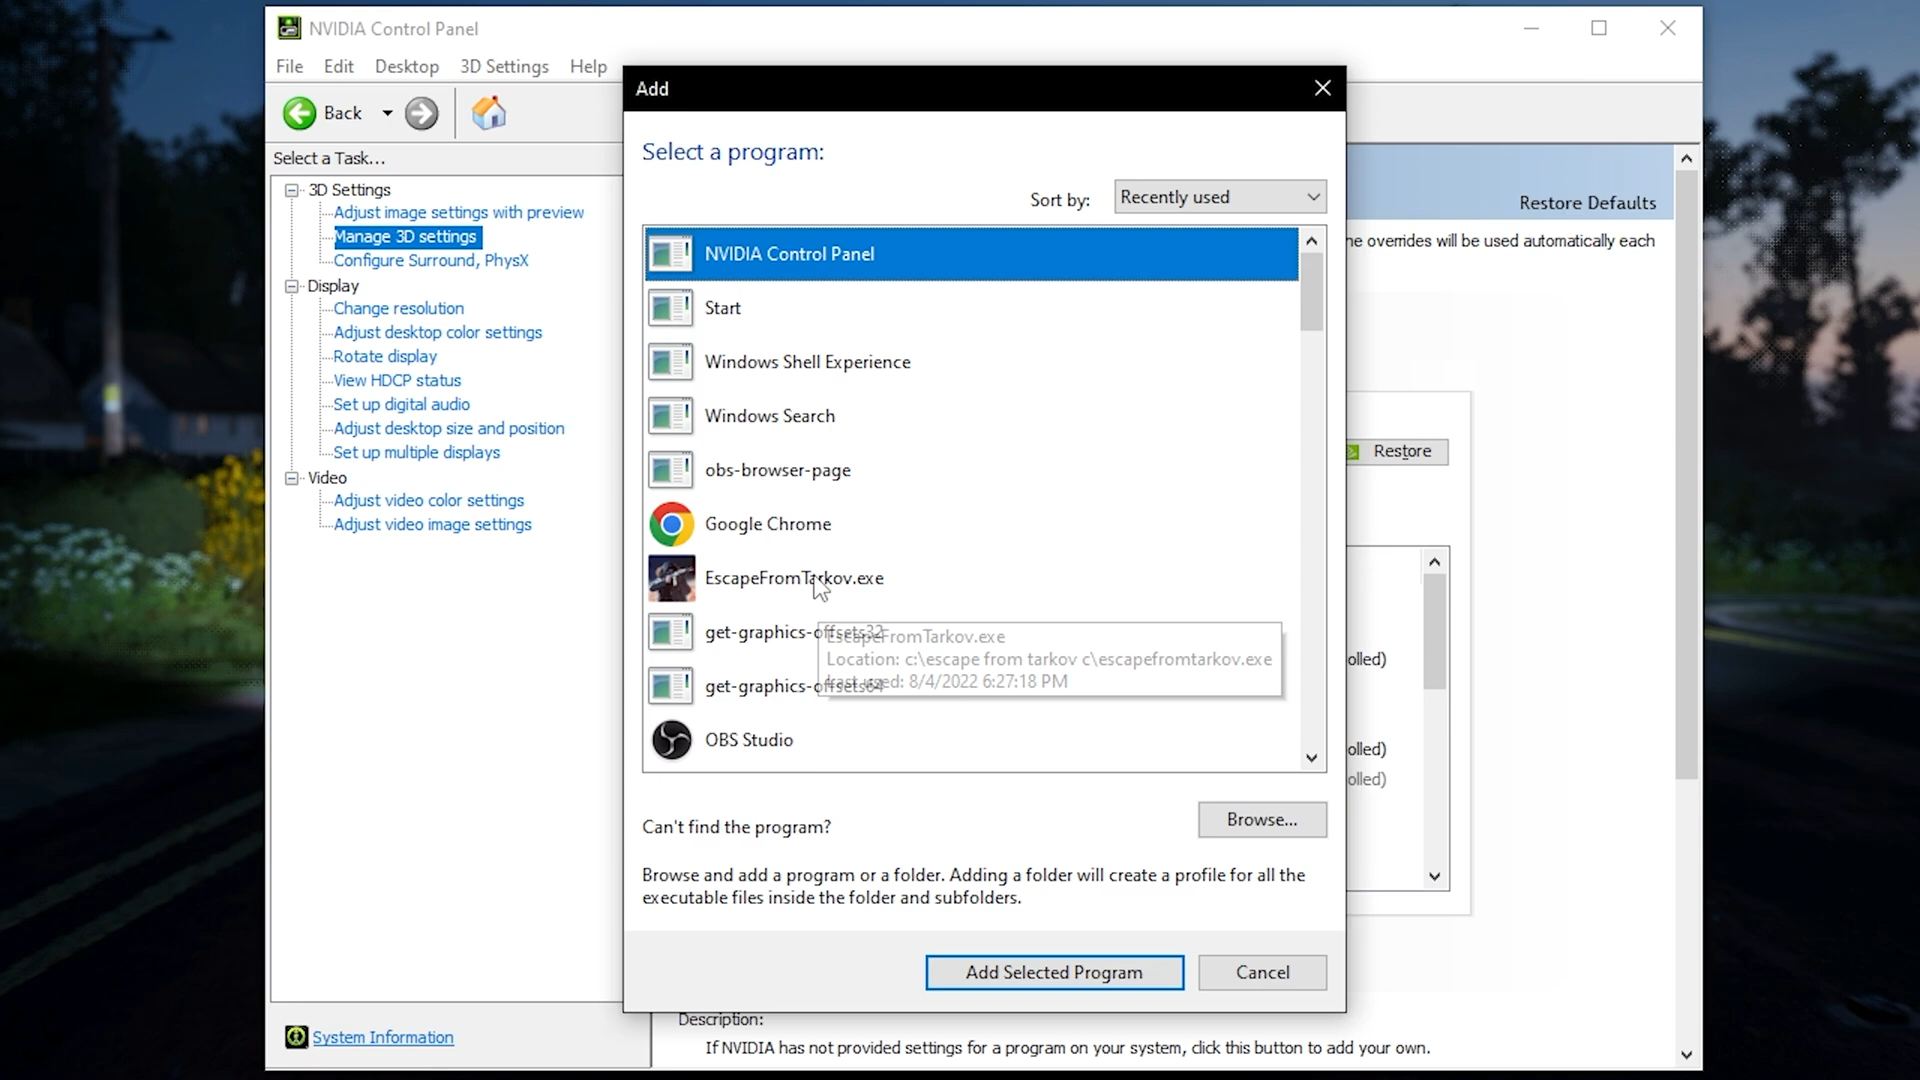 NVIDIA Control Panel
File Edit Desktop 3D Settings Help
Back
Select a Task...
3D Settings
Adjust image settings with preview
Manage 3D settings
Configure Surround, PhysX
Display
Change resolution
Adjust desktop color settings
Rotate display
View HDCP status
Set up digital audio
Adjust desktop size and position
Set up multiple displays
Video
Adjust video color settings
Adjust video image settings
System Information
Add
Select a program:
Sort by: Recently used
NVIDIA Control Panel
Start
Windows Shell Experience
Windows Search
obs-browser-page
Google Chrome
EscapeFromTarkov.exe
get-graphics-offsets32
get-graphics-offsets64
OBS Studio
EscapeFromTarkov.exe
Location: c:\escape from tarkov c\escapefromtarkov.exe
Last used: 8/4/2022 6:27:18 PM
Can't find the program?
Browse...
Browse and add a program or a folder. Adding a folder will create a profile for all the
executable files inside the folder and subfolders.
Add Selected Program Cancel
Restore Defaults
overrides will be used automatically each
Restore
olled)
olled)
olled)
Description:
If NVIDIA has not provided settings for a program on your system, click this button to add your own.